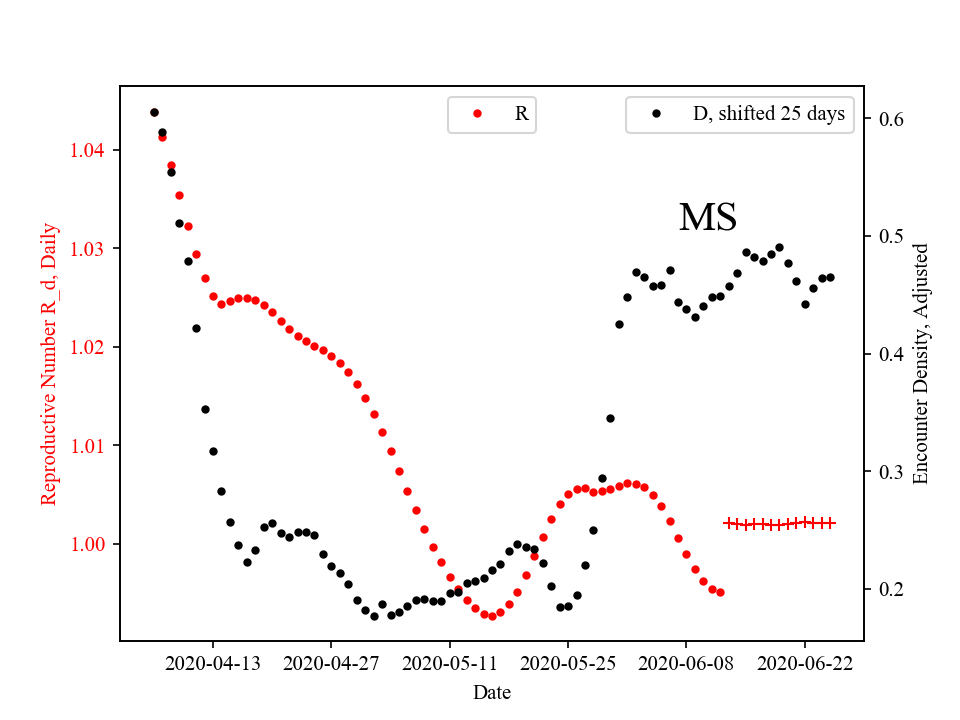 R
D, shifted 25 days
MS
Reproductive Number R_d, Daily
1.04
1.03
1.02
1.01
1.00
0.6
0.5
0.4
0.3
0.2
Encounter Density, Adjusted
2020-04-13
2020-04-27
2020-05-11
2020-05-25
2020-06-08
2020-06-22
Date